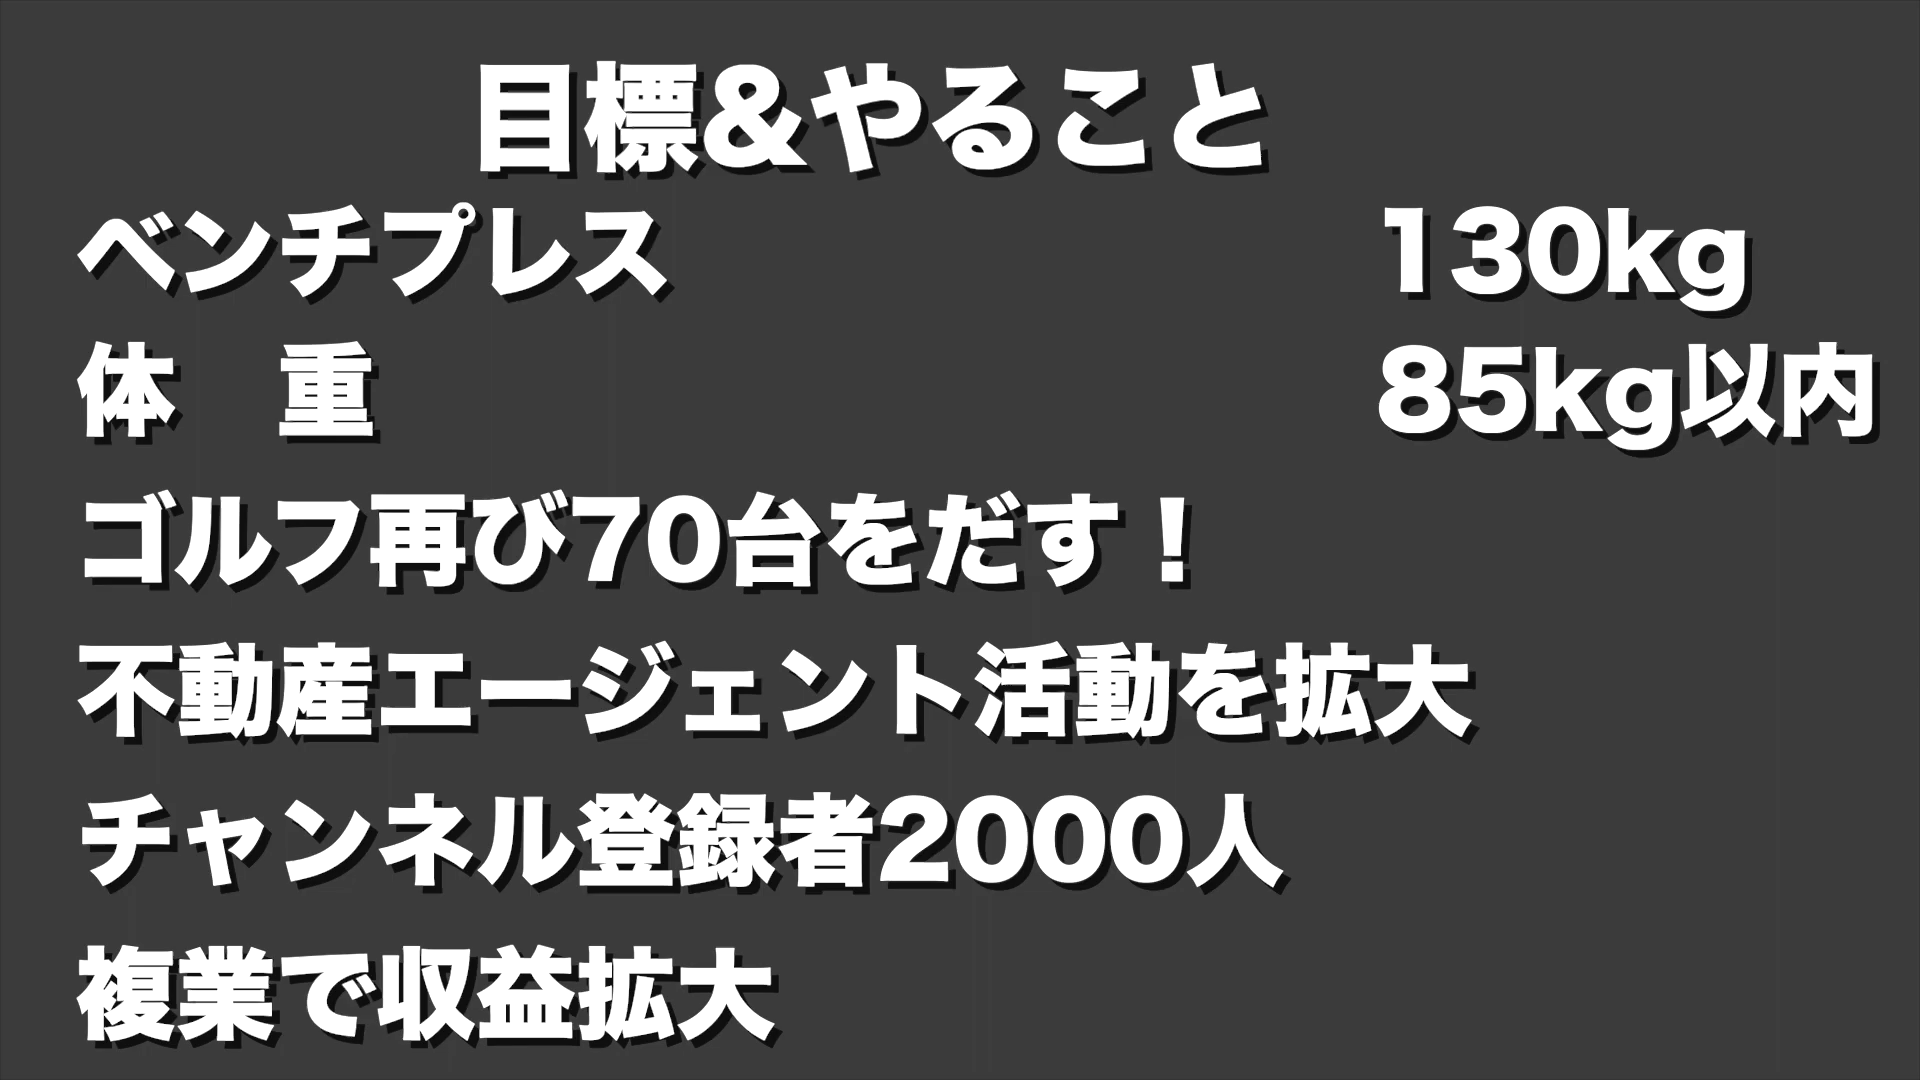 目標&やること
ベンチプレス 130kg
体　重 85kg以内
ゴルフ再び70台をだす！
不動産エージェント活動を拡大
チャンネル登録者2000人
複業で収益拡大